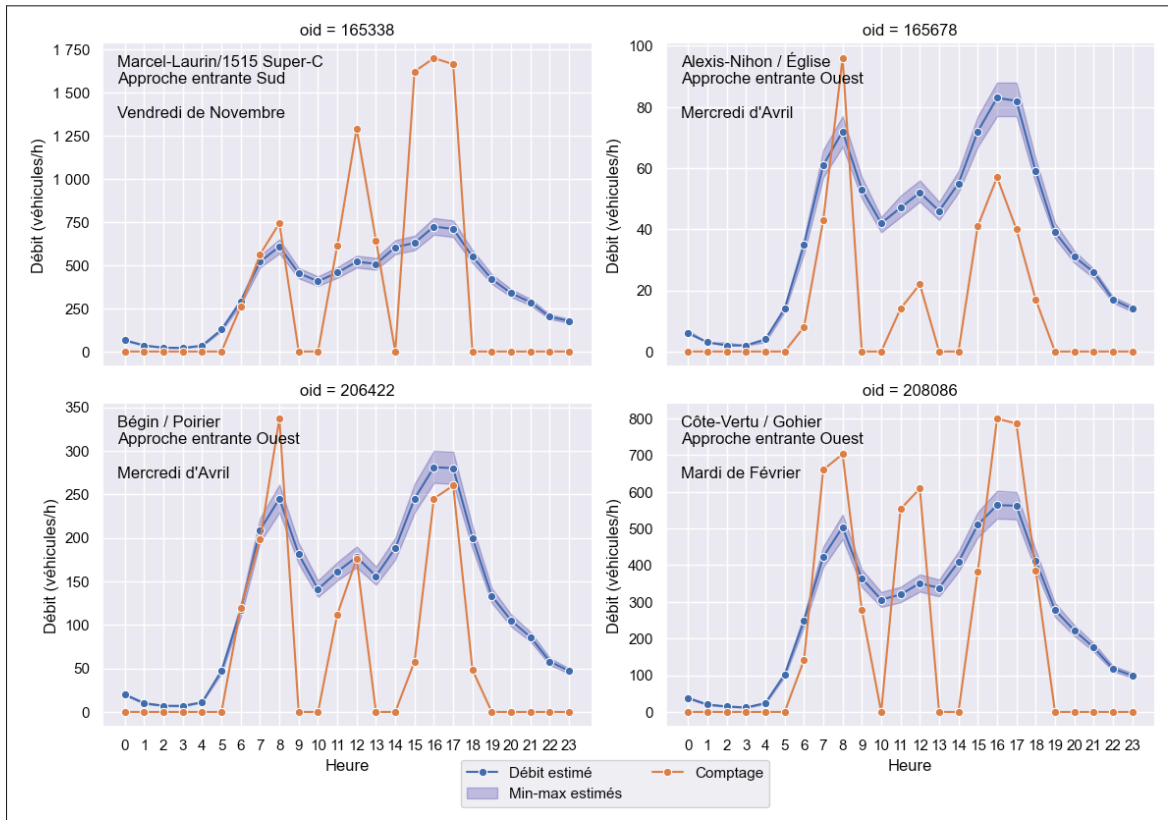 oid = 165338
Débit (véhicules/h)
1 750
1 500
1 250
1 000
750
500
250
0
Marcel-Laurin/1515 Super-C
Approche entrante Sud
Vendredi de Novembre
oid = 165678
Débit (véhicules/h)
100
80
60
40
20
0
Alexis-Nihon / Église
Approche entrante Ouest
Mercredi d'Avril
oid = 206422
Débit (véhicules/h)
350
300
250
200
150
100
50
0
Bégin / Poirier
Approche entrante Ouest
Mercredi d'Avril
0 1 2 3 4 5 6 7 8 9 10 11 12 13 14 15 16 17 18 19 20 21 22 23
Heure
oid = 208086
Débit (véhicules/h)
800
700
600
500
400
300
200
100
0
Côte-Vertu / Gohier
Approche entrante Ouest
Mardi de Février
0 1 2 3 4 5 6 7 8 9 10 11 12 13 14 15 16 17 18 19 20 21 22 23
Heure
Débit estimé
Min-max estimés
Comptage